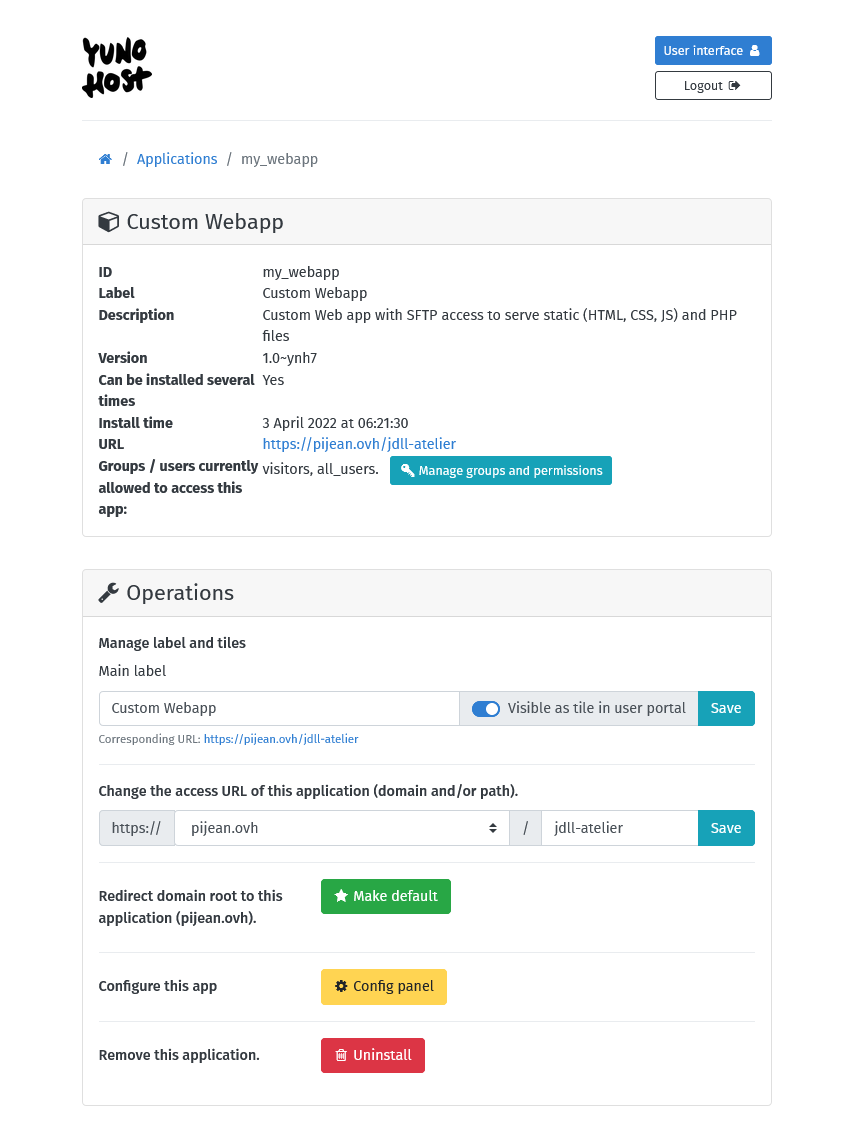 YUNO
HOST
User interface
Logout
/ Applications / my_webapp
Custom Webapp
ID my_webapp
Label Custom Webapp
Description Custom Web app with SFTP access to serve static (HTML, CSS, JS) and PHP
files
Version 1.0~ynh7
Can be installed several Yes
times
Install time 3 April 2022 at 06:21:30
URL https://pijean.ovh/jdll-atelier
Groups / users currently visitors, all_users. Manage groups and permissions
allowed to access this
app:
Operations
Manage label and tiles
Main label
Custom Webapp Visible as tile in user portal Save
Corresponding URL: https://pijean.ovh/jdll-atelier
Change the access URL of this application (domain and/or path).
https:// pijean.ovh / jdll-atelier Save
Redirect domain root to this Make default
application (pijean.ovh).
Configure this app Config panel
Remove this application. Uninstall